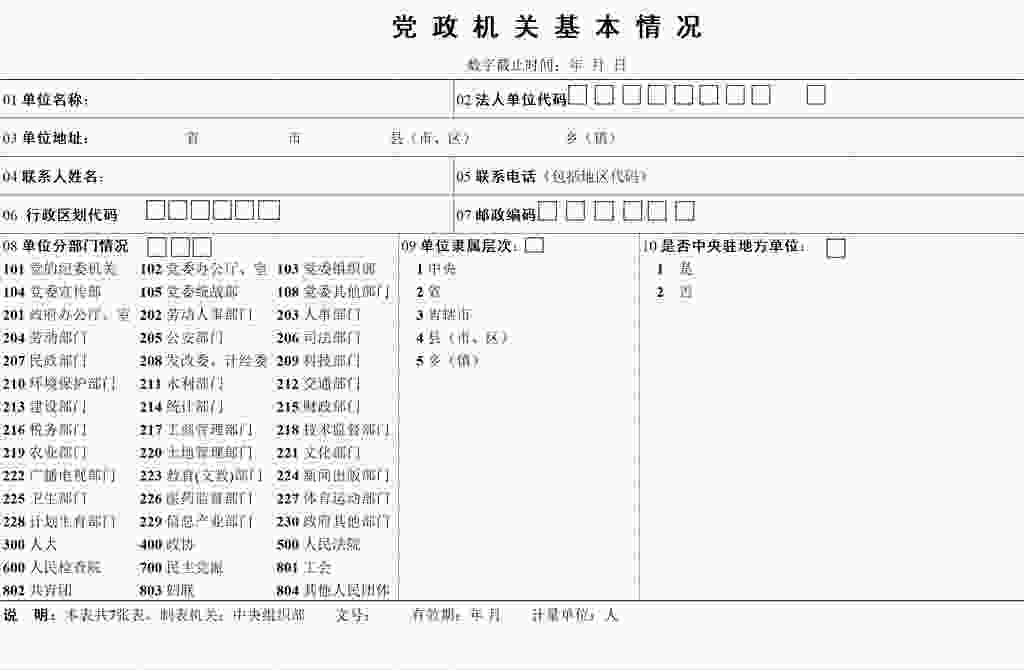 党政机关基本情况
数字截止时间：年 月 日
01 单位名称： 02 法人单位代码□□□□□□□□ □
03 单位地址： 省 市 县（市、区） 乡（镇）
04 联系人姓名： 05 联系电话（包括地区代码）
06 行政区划代码 □□□□□□ 07 邮政编码□□□□□□
08 单位分部门情况 □□□ 09 单位隶属层次：□ 10 是否中央驻地方单位： □
101 党的纪委机关 102 党委办公厅、室 103 党委组织部 1 中央 1 是
104 党委宣传部 105 党委统战部 108 党委其他部门 2 省 2 否
201 政府办公厅、室 202 劳动人事部门 203 人事部门 3 省辖市
204 劳动部门 205 公安部门 206 司法部门 4 县（市、区）
207 民政部门 208 发改委、计经委 209 科技部门 5 乡（镇）
210 环境保护部门 211 水利部门 212 交通部门
213 建设部门 214 统计部门 215 财政部门
216 税务部门 217 工商管理部门 218 技术监督部门
219 农业部门 220 土地管理部门 221 文化部门
222 广播电视部门 223 教育(文教)部门 224 新闻出版部门
225 卫生部门 226 医药监督部门 227 体育运动部门
228 计划生育部门 229 信息产业部门 230 政府其他部门
300 人大 400 政协 500 人民法院
600 人民检查院 700 民主党派 801 工会
802 共青团 803 妇联 804 其他人民团体
说 明：本表共7张表。制表机关：中央组织部 文号： 有效期：年 月 计量单位：人